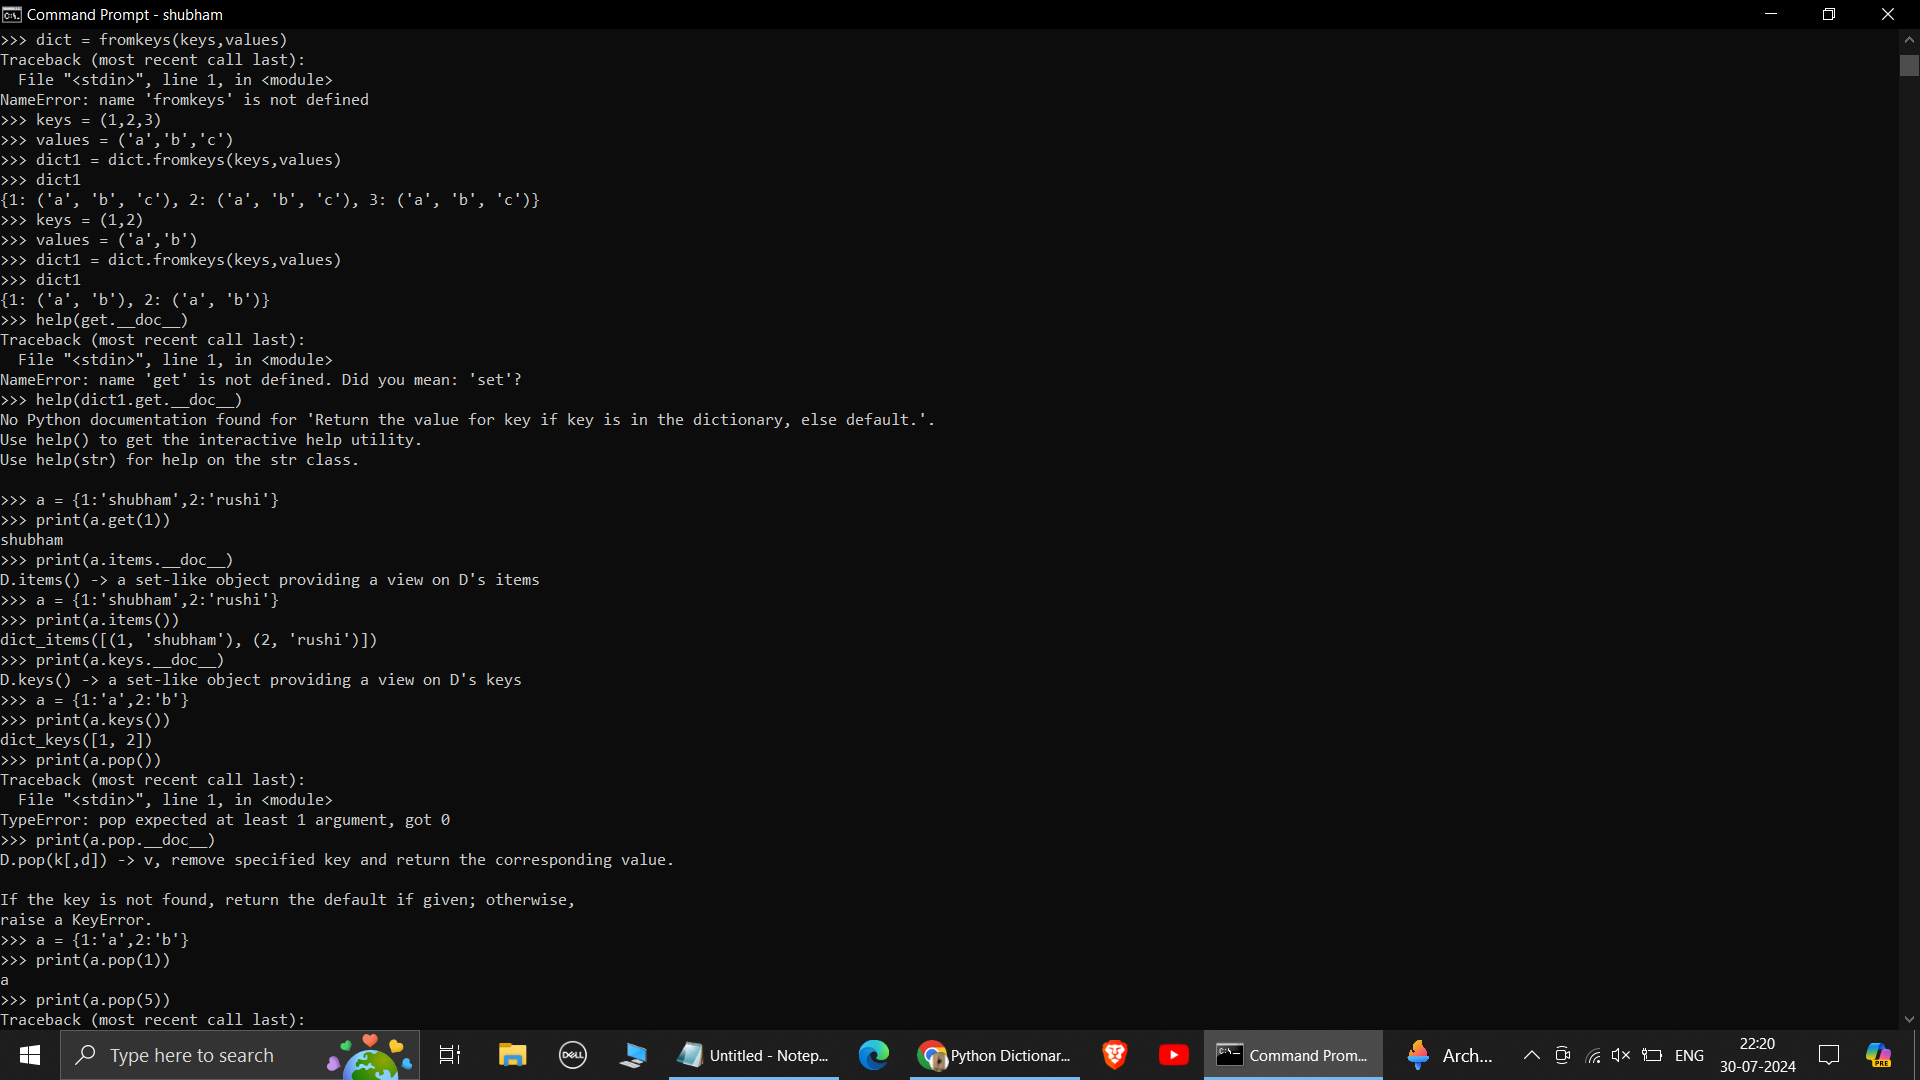 Command Prompt - shubham
>>> dict = fromkeys(keys,values)
Traceback (most recent call last):
  File "<stdin>", line 1, in <module>
NameError: name 'fromkeys' is not defined
>>> keys = (1,2,3)
>>> values = ('a','b','c')
>>> dict1 = dict.fromkeys(keys,values)
>>> dict1
{1: ('a', 'b', 'c'), 2: ('a', 'b', 'c'), 3: ('a', 'b', 'c')}
>>> keys = (1,2)
>>> values = ('a','b')
>>> dict1 = dict.fromkeys(keys,values)
>>> dict1
{1: ('a', 'b'), 2: ('a', 'b')}
>>> help(get.__doc__)
Traceback (most recent call last):
  File "<stdin>", line 1, in <module>
NameError: name 'get' is not defined. Did you mean: 'set'?
>>> help(dict1.get.__doc__)
No Python documentation found for 'Return the value for key if key is in the dictionary, else default.'.
Use help() to get the interactive help utility.
Use help(str) for help on the str class.
>>> a = {1:'shubham',2:'rushi'}
>>> print(a.get(1))
shubham
>>> print(a.items.__doc__)
D.items() -> a set-like object providing a view on D's items
>>> a = {1:'shubham',2:'rushi'}
>>> print(a.items())
dict_items([(1, 'shubham'), (2, 'rushi')])
>>> print(a.keys.__doc__)
D.keys() -> a set-like object providing a view on D's keys
>>> a = {1:'a',2:'b'}
>>> print(a.keys())
dict_keys([1, 2])
>>> print(a.pop())
Traceback (most recent call last):
  File "<stdin>", line 1, in <module>
TypeError: pop expected at least 1 argument, got 0
>>> print(a.pop.__doc__)
D.pop(k[,d]) -> v, remove specified key and return the corresponding value.
If the key is not found, return the default if given; otherwise,
raise a KeyError.
>>> a = {1:'a',2:'b'}
>>> print(a.pop(1))
a
>>> print(a.pop(5))
Traceback (most recent call last):
Type here to search
DELL
Untitled - Notep...
Python Dictionar...
Command Prom...
Arch...
ENG
22:20
30-07-2024
PRE